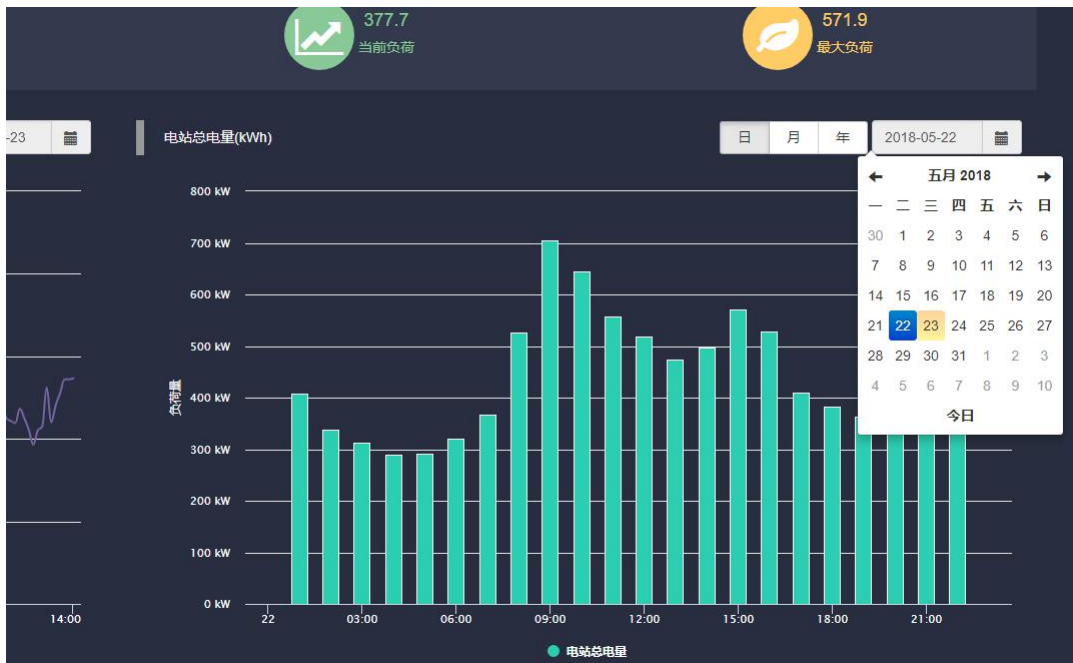 377.7
当前负荷
571.9
最大负荷
-23
电站总电量(kWh)
日 月 年
2018-05-22
五月 2018
一 二 三 四 五 六 日
30 1 2 3 4 5 6
7 8 9 10 11 12 13
14 15 16 17 18 19 20
21 22 23 24 25 26 27
28 29 30 31 1 2 3
4 5 6 7 8 9 10
今日
800 kW
700 kW
600 kW
500 kW
400 kW
300 kW
200 kW
100 kW
0 kW
负荷量
14:00
22 03:00 06:00 09:00 12:00 15:00 18:00 21:00
电站总电量